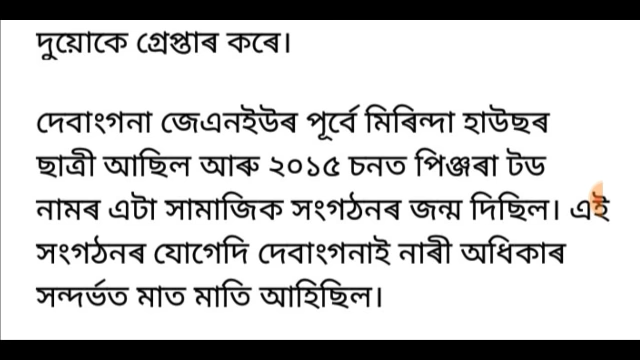 দুয়োকে গ্ৰেপ্তাৰ কৰে।
দেবাংগনা জেএনইউৰ পূৰ্বে মিৰিন্দা হাউছৰ
ছাত্ৰী আছিল আৰু ২০১৫ চনত পিঞ্জৰা টড
নামৰ এটা সামাজিক সংগঠনৰ জন্ম দিছিল। এই
সংগঠনৰ যোগেদি দেবাংগনাই নাৰী অধিকাৰ
সন্দৰ্ভত মাত মাতি আহিছিল।